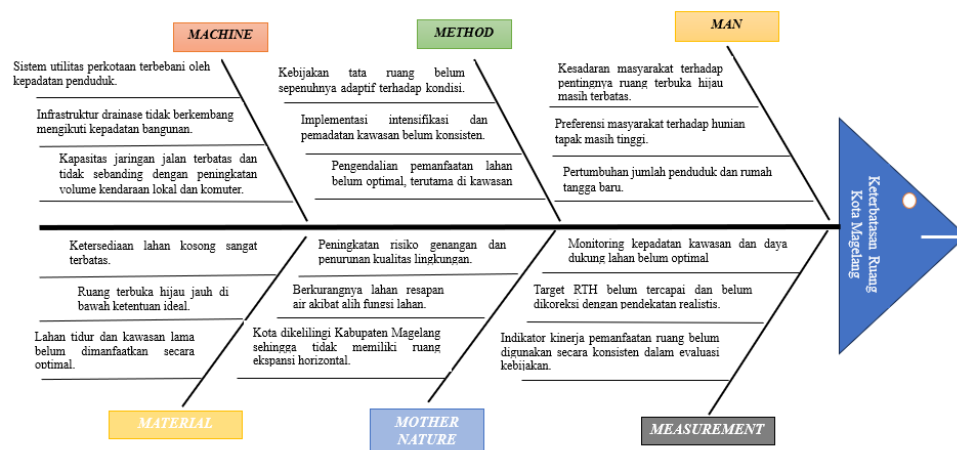 MACHINE
METHOD
MAN
Sistem utilitas perkotaan terbebani oleh
kepadatan penduduk.
Infrastruktur drainase tidak berkembang
mengikuti kepadatan bangunan.
Kapasitas jaringan jalan terbatas dan
tidak sebanding dengan peningkatan
volume kendaraan lokal dan komuter.
Kebijakan tata ruang belum
sepenuhnya adaptif terhadap kondisi.
Implementasi intensifikasi dan
pemadatan kawasan belum konsisten.
Pengendalian pemanfaatan lahan
belum optimal, terutama di kawasan
Kesadaran masyarakat terhadap
pentingnya ruang terbuka hijau
masih terbatas.
Preferensi masyarakat terhadap hunian
tapak masih tinggi.
Pertumbuhan jumlah penduduk dan rumah
tangga baru.
Keterbatasan Ruang
Kota Magelang
Ketersediaan lahan kosong sangat
terbatas.
Ruang terbuka hijau jauh di
bawah ketentuan ideal.
Lahan tidur dan kawasan lama
belum dimanfaatkan secara
optimal.
Peningkatan risiko genangan dan
penurunan kualitas lingkungan.
Berkurangnya lahan resapan
air akibat alih fungsi lahan.
Kota dikelilingi Kabupaten Magelang
sehingga tidak memiliki ruang
ekspansi horizontal.
Monitoring kepadatan kawasan dan daya
dukung lahan belum optimal
Target RTH belum tercapai dan belum
dikoreksi dengan pendekatan realistis.
Indikator kinerja pemanfaatan ruang belum
digunakan secara konsisten dalam evaluasi
kebijakan.
MATERIAL
MOTHER
NATURE
MEASUREMENT